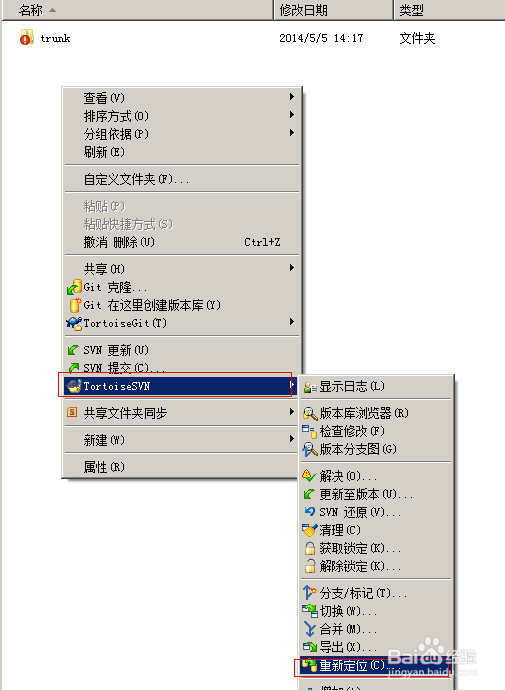 名称 修改日期 类型
trunk 2014/5/5 14:17 文件夹
查看(V)
排序方式(O)
分组依据(P)
刷新(E)
自定义文件夹(F)...
粘贴(P)
粘贴快捷方式(S)
撤消 删除(U) Ctrl+Z
共享(H)
Git 克隆...
Git 在这里创建版本库(Y)
TortoiseGit(T)
SVN 更新(U)
SVN 提交(C)...
TortoiseSVN
共享文件夹同步
新建(W)
属性(R)
显示日志(L)
版本库浏览器(R)
检查修改(F)
版本分支图(G)
解决(O)...
更新至版本(U)...
SVN 还原(V)...
清理(C)
获取锁定(K)...
解除锁定(K)...
分支/标记(T)...
切换(W)...
合并(M)...
导出(X)...
重新定位(C)...
Baidu 经验
jingyan.baidu.com